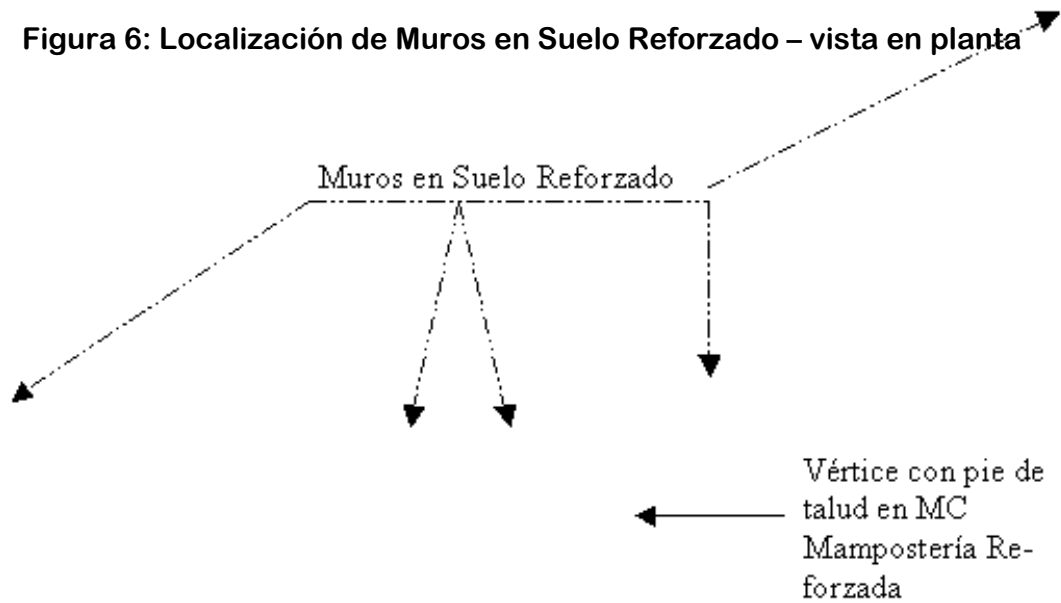 Figura 6: Localización de Muros en Suelo Reforzado – vista en planta
Muros en Suelo Reforzado
Vértice con pie de
talud en MC
Mampostería Re-
forzada